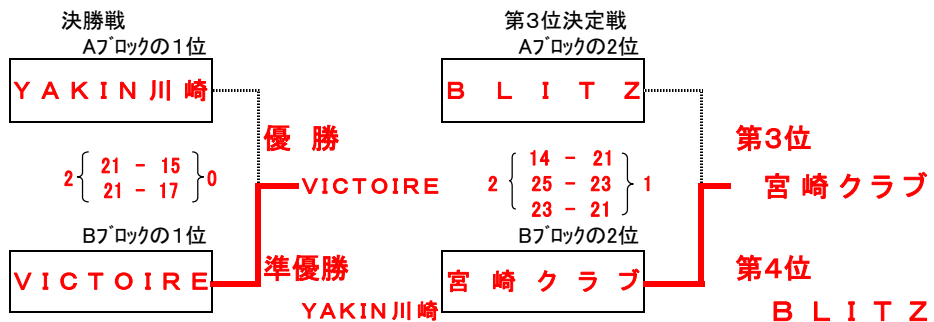 決勝戦
Aﾌﾞﾛｯｸの１位
ＹＡＫＩＮ川崎
優　勝
2 21 － 15 0
21 － 17
ＶＩＣＴＯＩＲＥ
Bﾌﾞﾛｯｸの１位
ＶＩＣＴＯＩＲＥ
準優勝
ＹＡＫＩＮ川崎
第３位決定戦
Aﾌﾞﾛｯｸの2位
ＢＬＩＴＺ
第３位
14 － 21
2 25 － 23 1
23 － 21
宮崎クラブ
Bﾌﾞﾛｯｸの2位
宮崎クラブ
第４位
ＢＬＩＴＺ